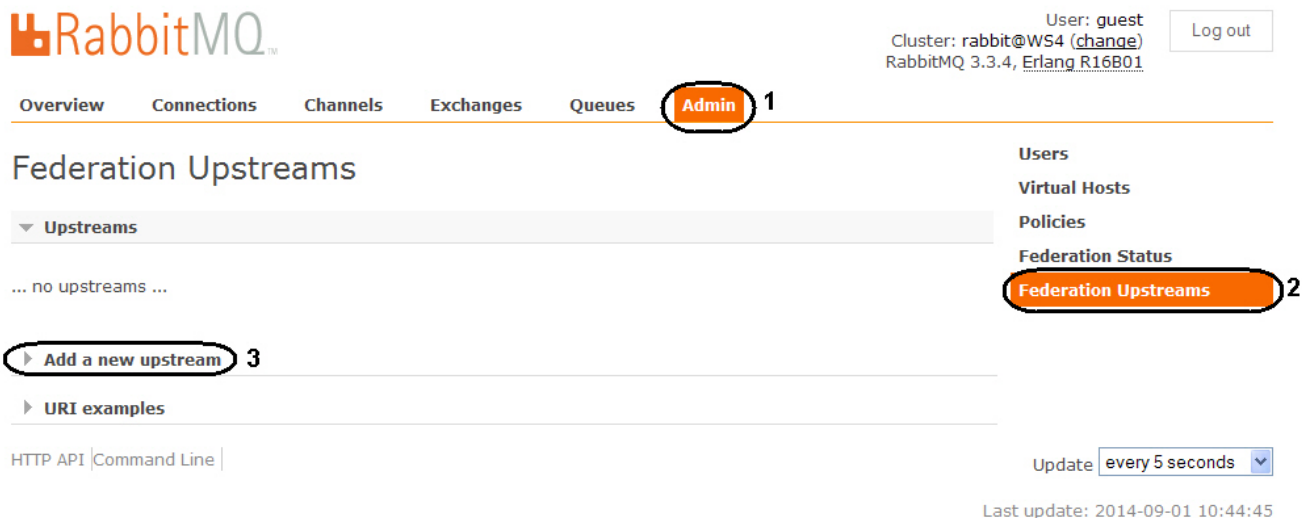 RabbitMQ™
User: guest
Cluster: rabbit@WS4 (change)
RabbitMQ 3.3.4, Erlang R16B01
Log out
Overview Connections Channels Exchanges Queues Admin 1
Federation Upstreams
Upstreams
... no upstreams ...
Add a new upstream 3
URI examples
Users
Virtual Hosts
Policies
Federation Status
Federation Upstreams 2
HTTP API Command Line
Update every 5 seconds
Last update: 2014-09-01 10:44:45